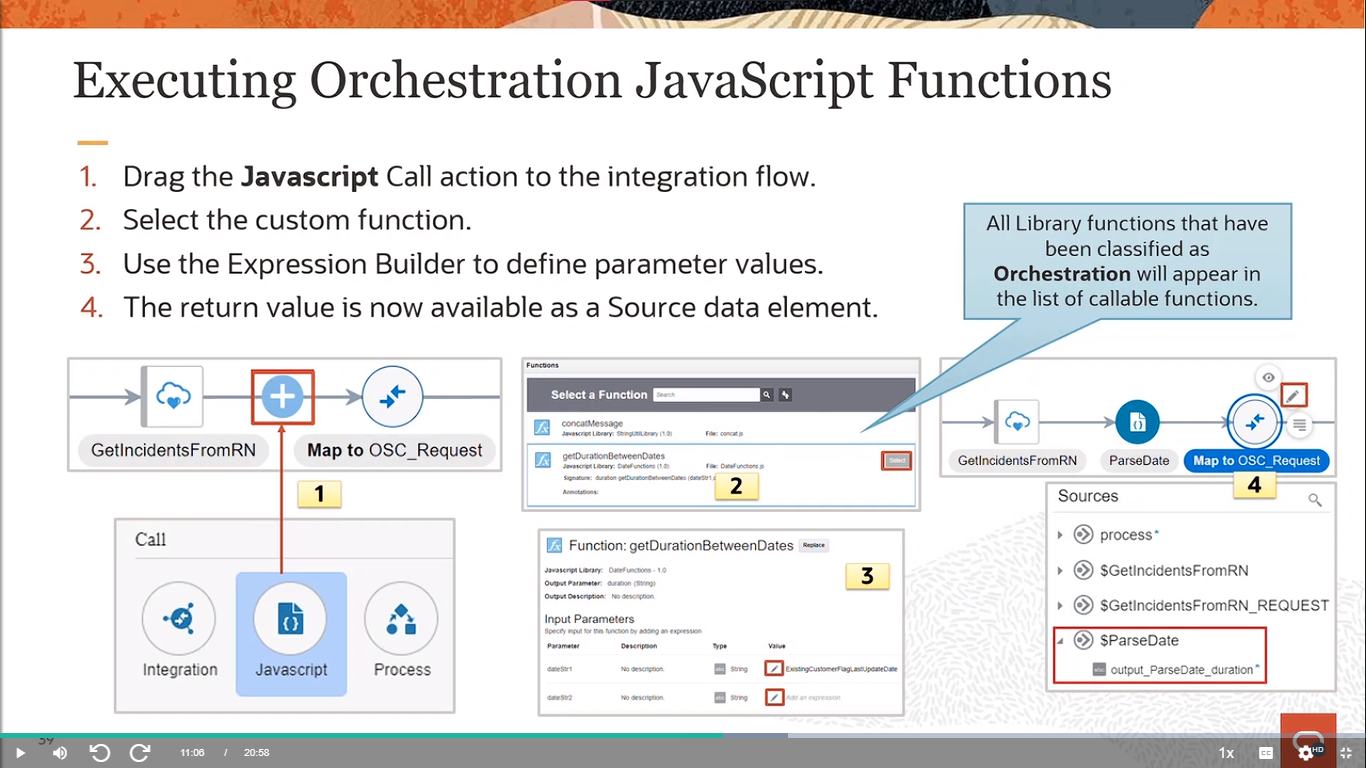 Executing Orchestration JavaScript Functions
1. Drag the Javascript Call action to the integration flow.
2. Select the custom function.
3. Use the Expression Builder to define parameter values.
4. The return value is now available as a Source data element.
All Library functions that have
been classified as
Orchestration will appear in
the list of callable functions.
GetIncidentsFromRN
Map to OSC_Request
1
Call
Integration
Javascript
Process
Functions
Select a Function
Search
concatMessage
Javascript Library: StringUtilLibrary (1.0) File: concat.js
getDurationBetweenDates
Javascript Library: DateFunctions (1.0) File: DateFunctions.js
Signature: duration getDurationBetweenDates (dateStr1,
Annotations:
Select
2
Function: getDurationBetweenDates Replace
3
Javascript Library: DateFunctions - 1.0
Output Parameter: duration (String)
Output Description: No description.
Input Parameters
Specify input for this function by adding an expression
Parameter Description Type Value
dateStr1 No description. abc String ExistingCustomerFlagLastUpdateDate
dateStr2 No description. abc String Add an expression
GetIncidentsFromRN
ParseDate
Map to OSC_Request
4
Sources
process*
$GetIncidentsFromRN
$GetIncidentsFromRN_REQUEST
$ParseDate
output_ParseDate_duration*
39
11:06 / 20:58
1x
CC
HD